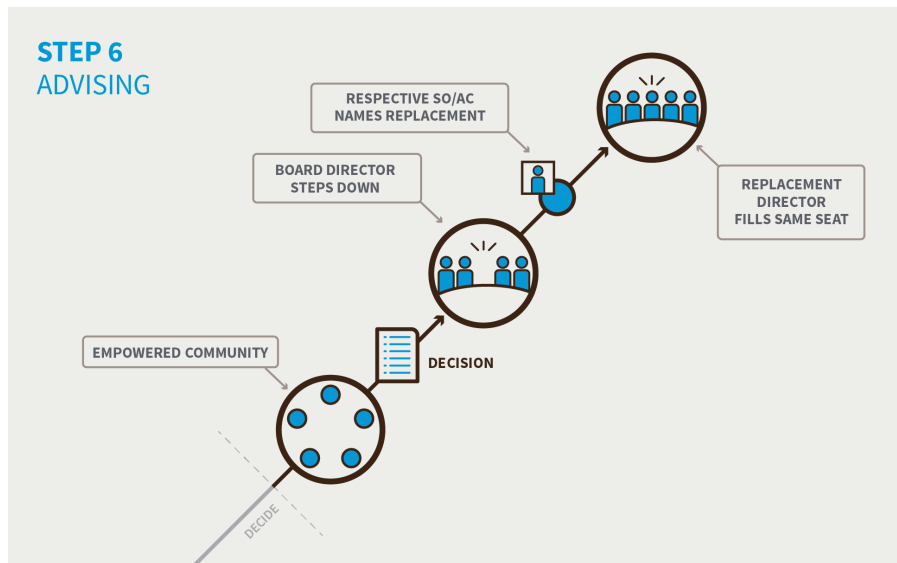 STEP 6
ADVISING
RESPECTIVE SO/AC
NAMES REPLACEMENT
BOARD DIRECTOR
STEPS DOWN
REPLACEMENT
DIRECTOR
FILLS SAME SEAT
EMPOWERED COMMUNITY
DECISION
DECIDE